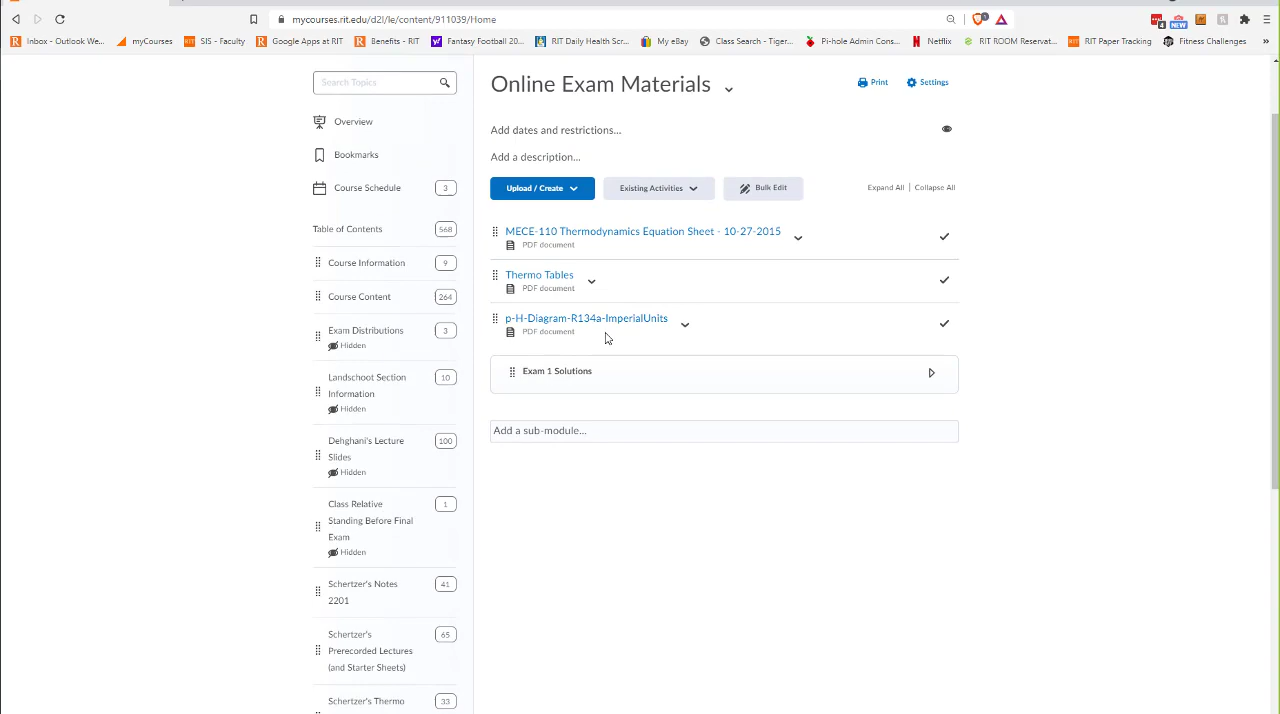 mycourses.rit.edu/d2l/le/content/911039/Home
Inbox - Outlook We...
myCourses
SIS - Faculty
Google Apps at RIT
Benefits - RIT
Fantasy Football 20...
RIT Daily Health Scr...
My eBay
Class Search - Tiger...
Pi-hole Admin Cons...
Netflix
RIT ROOM Reservat...
RIT Paper Tracking
Fitness Challenges
»
NEW
Search Topics
Overview
Bookmarks
Course Schedule 3
Table of Contents 568
Course Information 9
Course Content 264
Exam Distributions 3
Hidden
Landschoot Section 10
Information
Hidden
Dehghani's Lecture 100
Slides
Hidden
Class Relative 1
Standing Before Final
Exam
Hidden
Schertzer's Notes 41
2201
Schertzer's 65
Prerecorded Lectures
(and Starter Sheets)
Schertzer's Thermo 33
Online Exam Materials
Print
Settings
Add dates and restrictions...
Add a description...
Upload / Create
Existing Activities
Bulk Edit
Expand All | Collapse All
MECE-110 Thermodynamics Equation Sheet - 10-27-2015
PDF document
Thermo Tables
PDF document
p-H-Diagram-R134a-ImperialUnits
PDF document
Exam 1 Solutions
Add a sub-module...